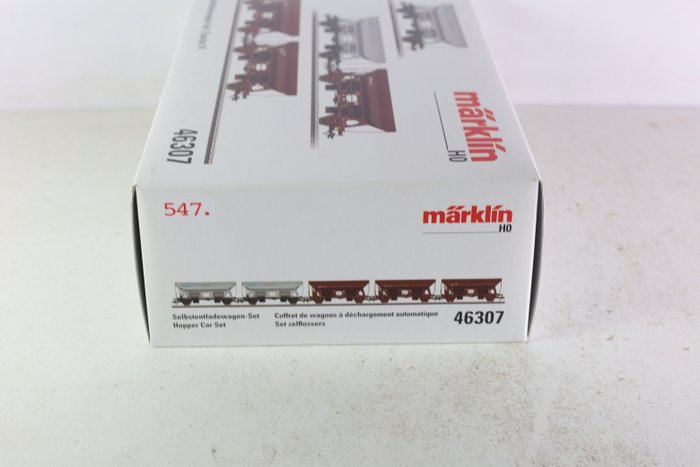 46307
märklin
H0
547.
märklin
H0
Selbstentladewagen-Set
Hopper Car Set
Coffret de wagons à déchargement automatique
Set zelflossers
46307